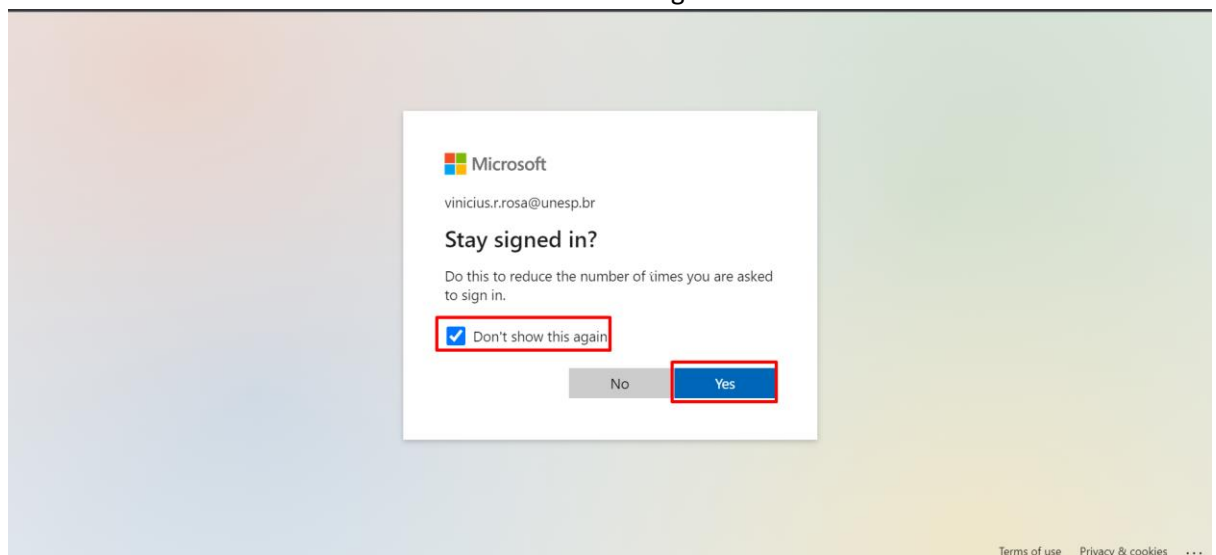 Microsoft
vinicius.r.rosa@unesp.br
Stay signed in?
Do this to reduce the number of times you are asked
to sign in.
Don't show this again
No Yes
Terms of use Privacy & cookies ...